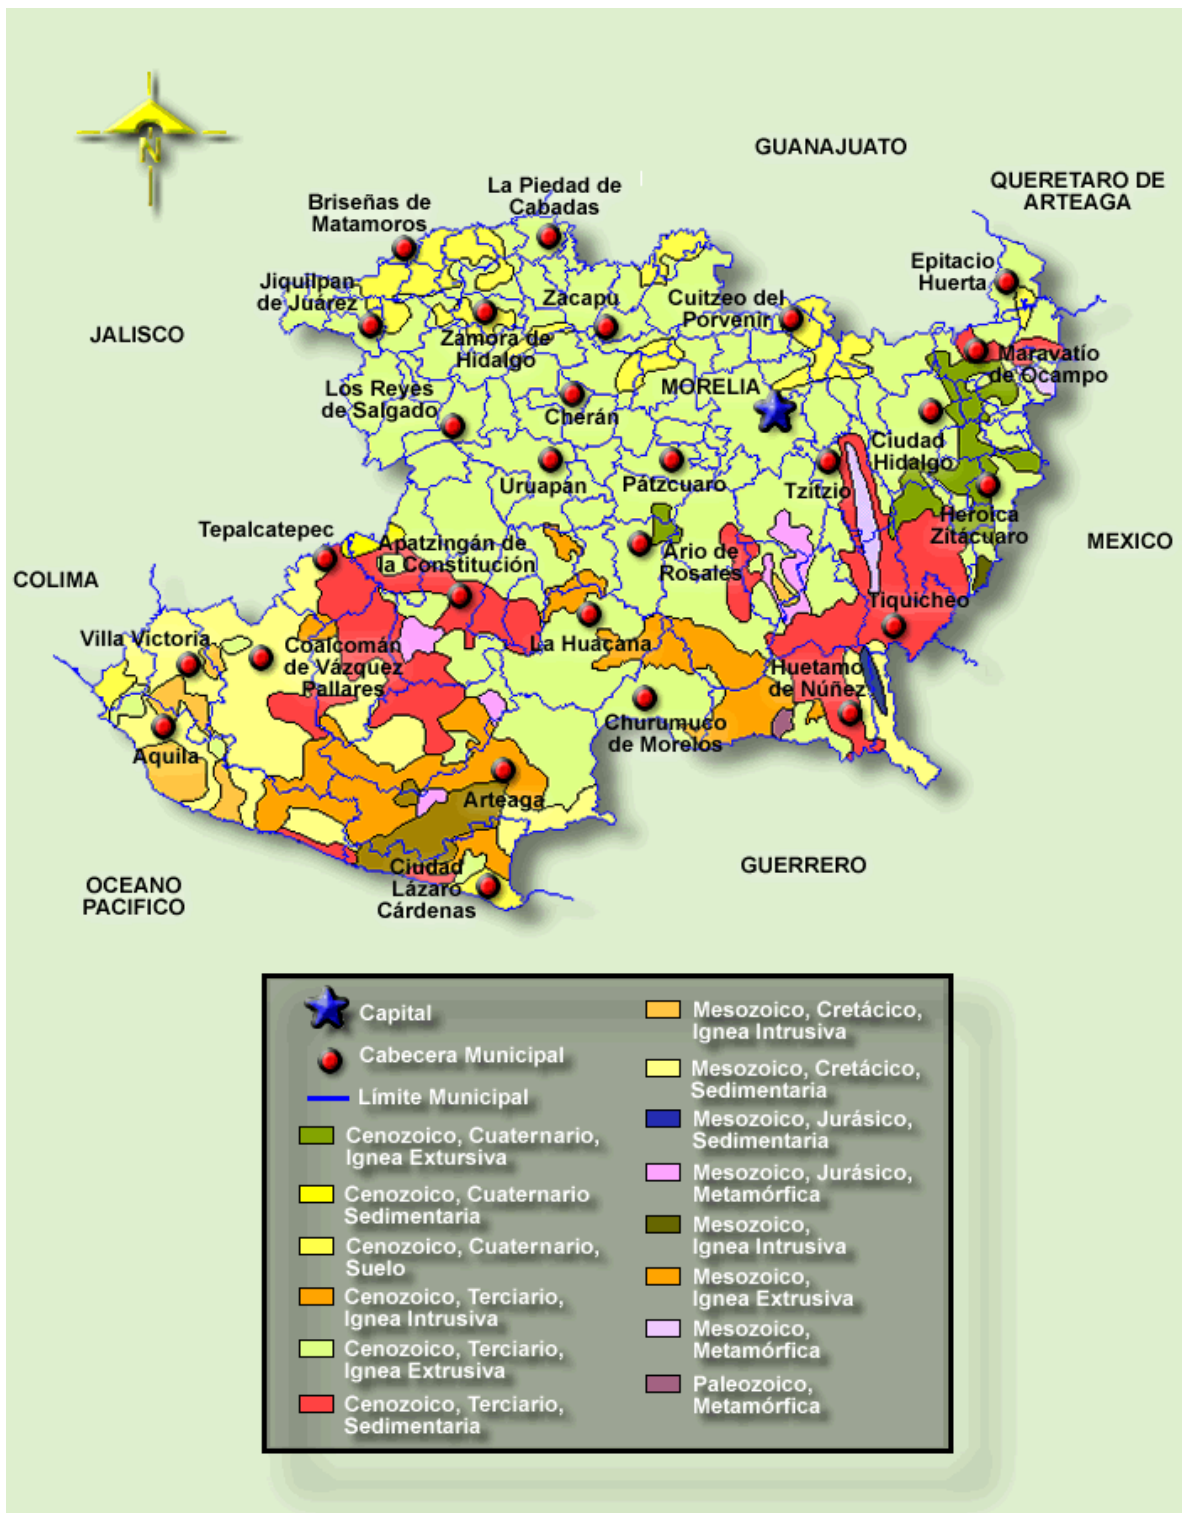 GUANAJUATO
QUERETARO DE
ARTEAGA
La Piedad de
Cabadas
Briseñas de
Matamoros
N
Epitacio
Huerta
Jiquilpan
de Juárez
Zacapu
Cuitzeo del
Porvenir
JALISCO
Zamora de
Hidalgo
Maravatío
de Ocampo
Los Reyes
de Salgado
MORELIA
Cherán
Ciudad
Hidalgo
Uruapan
Pátzcuaro
Tzitzio
Heroica
Zitácuaro
Tepalcatepec
Apatzingán de
la Constitución
Ario de
Rosales
MEXICO
COLIMA
Tiquicheo
Villa Victoria
Coalcomán
de Vázquez
Pallares
La Huacana
Huetamo
de Núñez
Churumuco
de Morelos
Aquila
Arteaga
GUERRERO
OCEANO
PACIFICO
Ciudad
Lázaro
Cárdenas
Capital
Cabecera Municipal
Límite Municipal
Cenozoico, Cuaternario,
Ignea Extursiva
Cenozoico, Cuaternario
Sedimentaria
Cenozoico, Cuaternario,
Suelo
Cenozoico, Terciario,
Ignea Intrusiva
Cenozoico, Terciario,
Ignea Extrusiva
Cenozoico, Terciario,
Sedimentaria
Mesozoico, Cretácico,
Ignea Intrusiva
Mesozoico, Cretácico,
Sedimentaria
Mesozoico, Jurásico,
Sedimentaria
Mesozoico, Jurásico,
Metamórfica
Mesozoico,
Ignea Intrusiva
Mesozoico,
Ignea Extrusiva
Mesozoico,
Metamórfica
Paleozoico,
Metamórfica